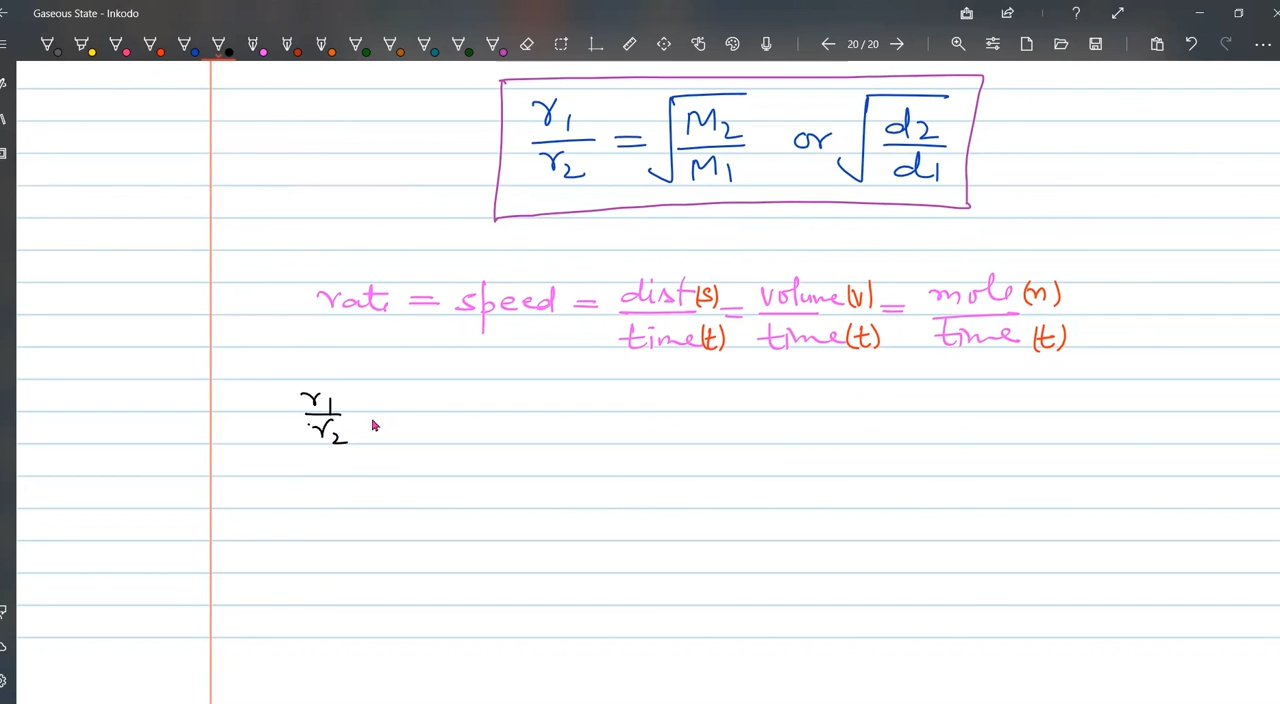 Gaseous State - Inkodo
20/20
r1/r2 = √(M2/M1) or √(d2/d1)
rate = speed = dist(s)/time(t) = volume(v)/time(t) = mole(n)/time(t)
r1/r2